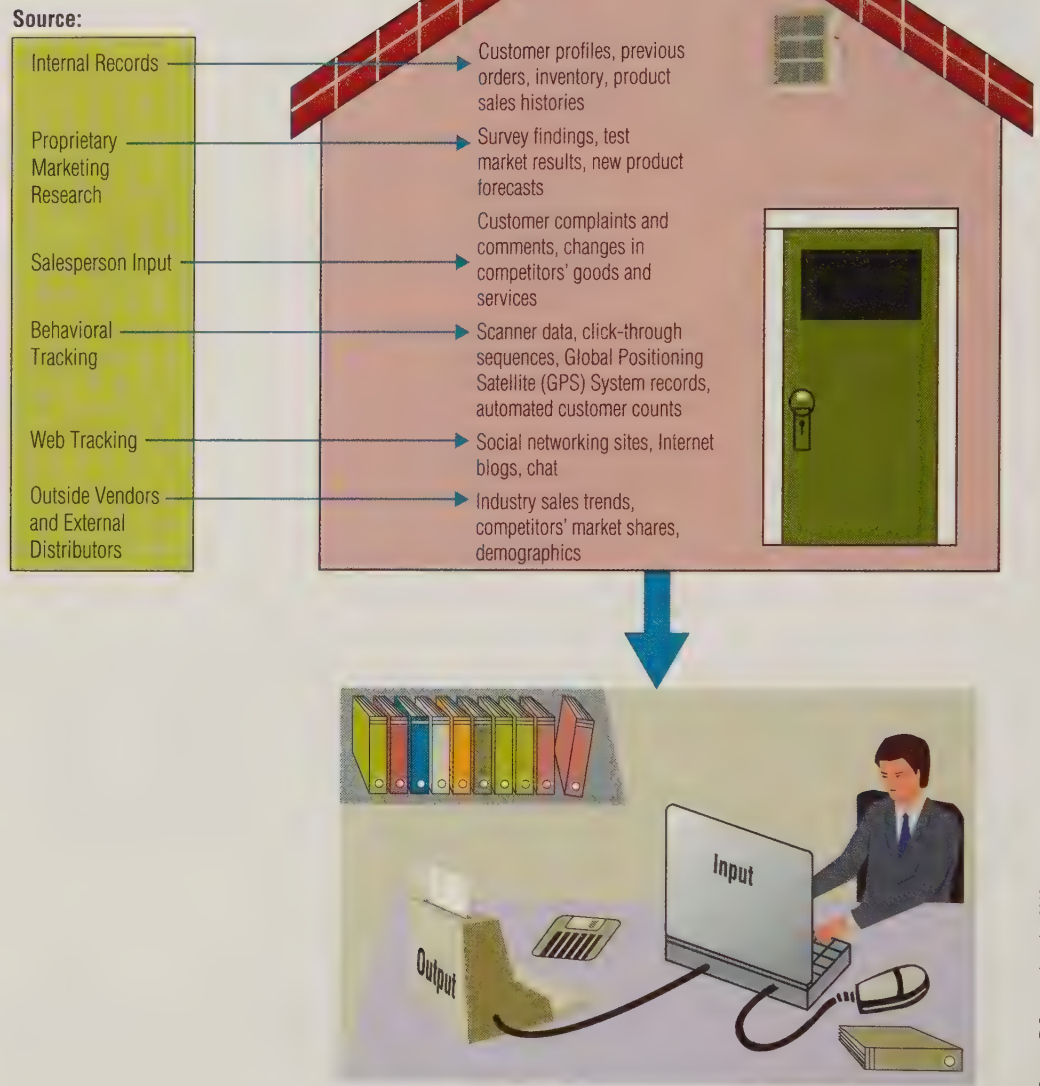 Source:
Internal Records
Customer profiles, previous
orders, inventory, product
sales histories
Proprietary
Marketing
Research
Survey findings, test
market results, new product
forecasts
Salesperson Input
Customer complaints and
comments, changes in
competitors' goods and
services
Behavioral
Tracking
Scanner data, click-through
sequences, Global Positioning
Satellite (GPS) System records,
automated customer counts
Web Tracking
Social networking sites, Internet
blogs, chat
Outside Vendors
and External
Distributors
Industry sales trends,
competitors' market shares,
demographics
Input
Output